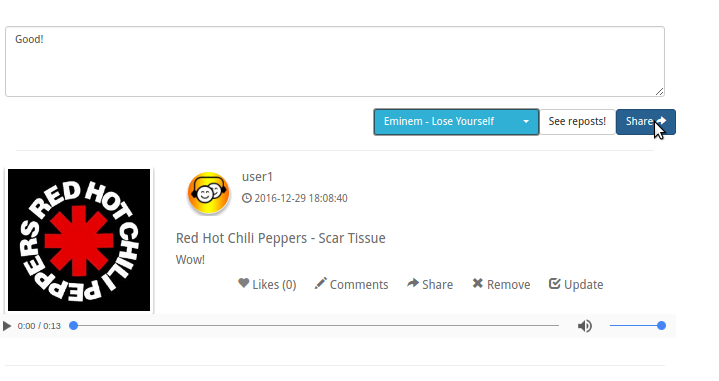 Good!
Eminem - Lose Yourself See reposts! Share
user1
2016-12-29 18:08:40
RED HOT CHILI PEPPERS
Red Hot Chili Peppers - Scar Tissue
Wow!
Likes (0) Comments Share Remove Update
0:00 / 0:13